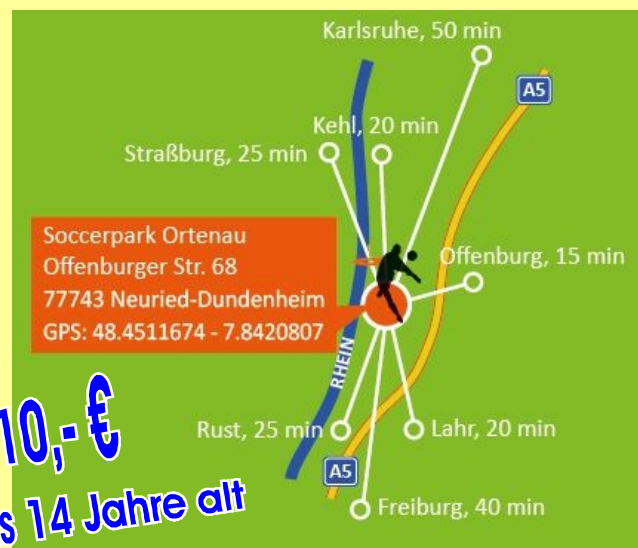 Karlsruhe, 50 min
A5
Kehl, 20 min
Straßburg, 25 min
Soccerpark Ortenau
Offenburger Str. 68
77743 Neuried-Dundenheim
GPS: 48.4511674 - 7.8420807
Offenburg, 15 min
RHEIN
Rust, 25 min
Lahr, 20 min
A5
Freiburg, 40 min
10,- €
14 Jahre alt